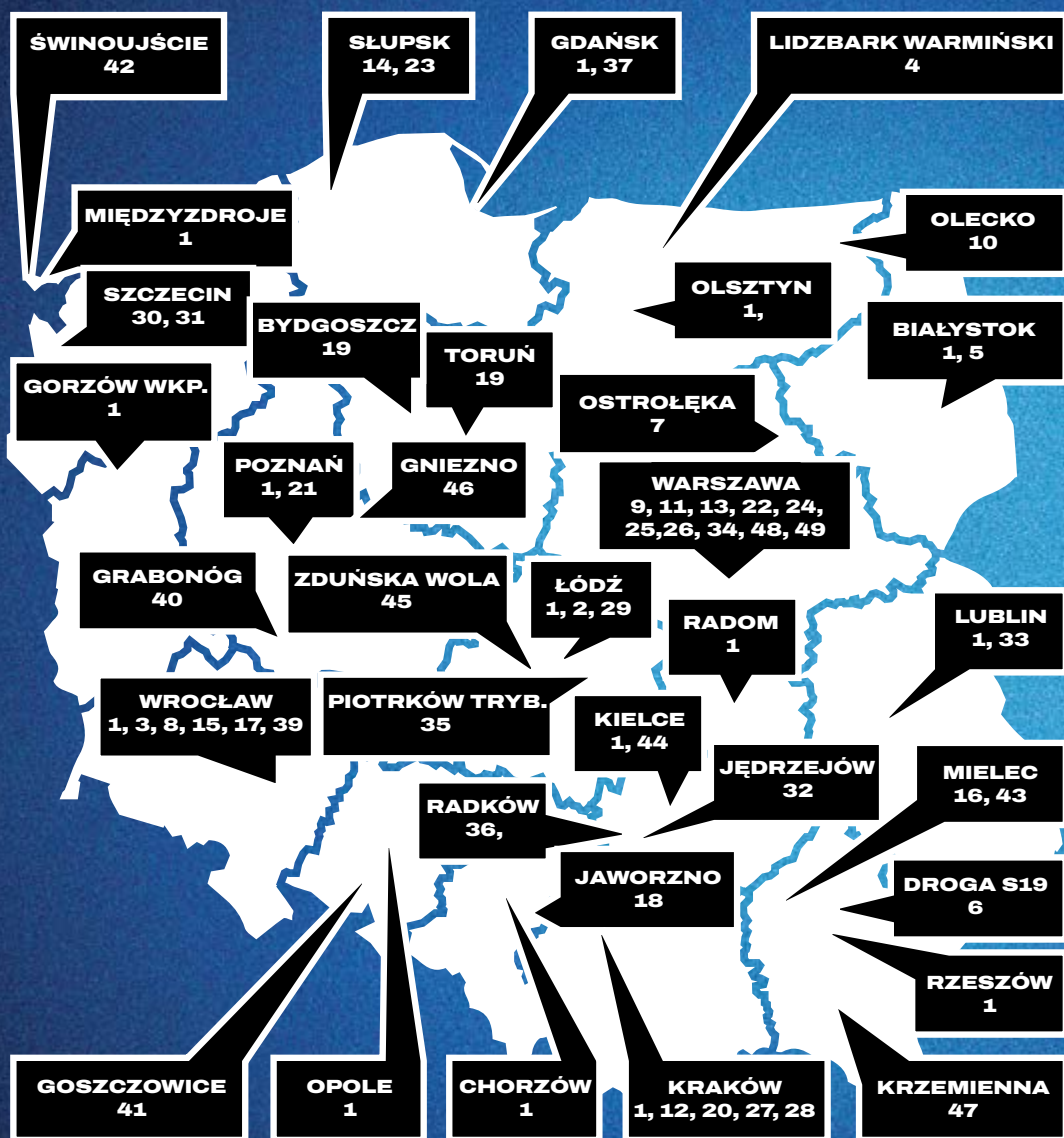 ŚWINOUJŚCIE
42
SŁUPSK
14, 23
GDAŃSK
1, 37
LIDZBARK WARMIŃSKI
4
MIĘDZYZDROJE
1
OLECKO
10
SZCZECIN
30, 31
OLSZTYN
1,
BYDGOSZCZ
19
BIAŁYSTOK
1, 5
TORUŃ
19
GORZÓW WKP.
1
OSTROŁĘKA
7
POZNAŃ
1, 21
GNIEZNO
46
WARSZAWA
9, 11, 13, 22, 24,
25,26, 34, 48, 49
GRABONÓG
40
ZDUŃSKA WOLA
45
ŁÓDŹ
1, 2, 29
RADOM
1
LUBLIN
1, 33
WROCŁAW
1, 3, 8, 15, 17, 39
PIOTRKÓW TRYB.
35
KIELCE
1, 44
JĘDRZEJÓW
32
MIELEC
16, 43
RADKÓW
36,
JAWORZNO
18
DROGA S19
6
RZESZÓW
1
GOSZCZOWICE
41
OPOLE
1
CHORZÓW
1
KRAKÓW
1, 12, 20, 27, 28
KRZEMIENNA
47